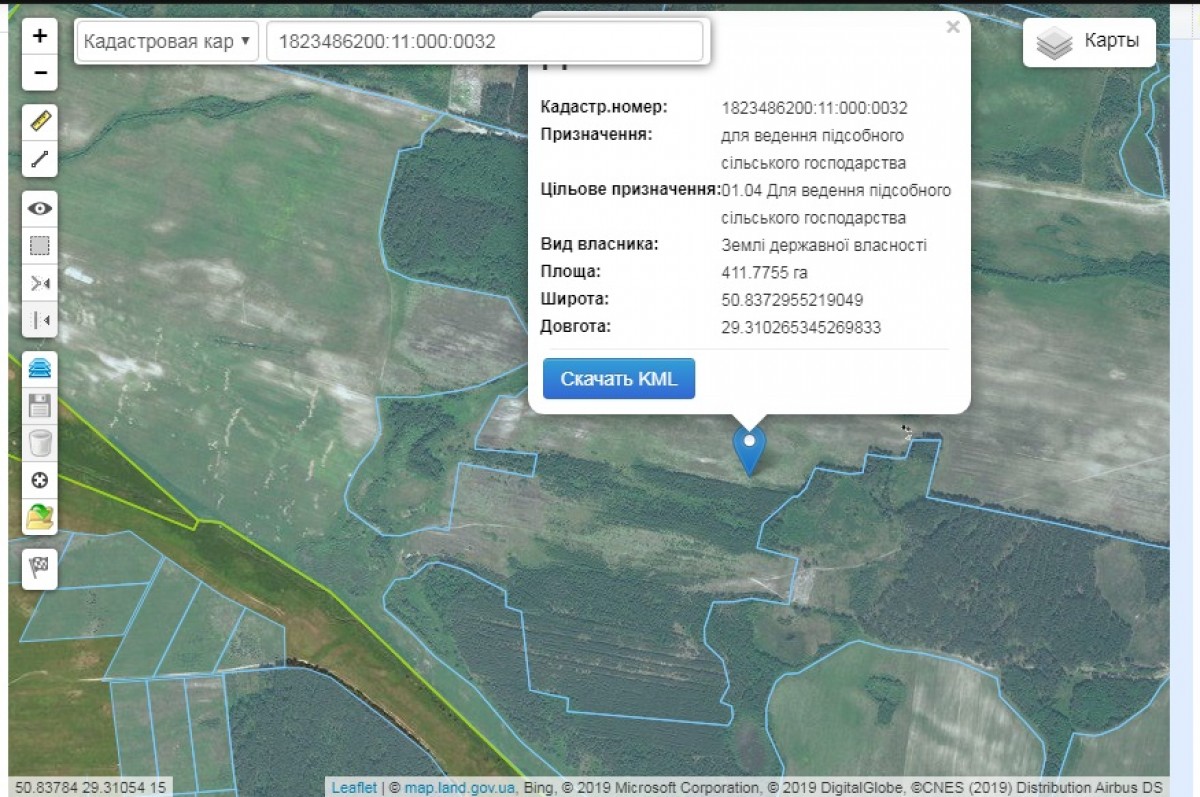 +
Кадастровая кар ▼
1823486200:11:000:0032
×
Карты
−
Кадастр.номер: 1823486200:11:000:0032
Призначення: для ведення підсобного
сільського господарства
Цільове призначення:01.04 Для ведення підсобного
сільського господарства
Вид власника: Землі державної власності
Площа: 411.7755 га
Широта: 50.8372955219049
Довгота: 29.310265345269833
Скачать KML
50.83784 29.31054 15
Leaflet | © map.land.gov.ua, Bing, © 2019 Microsoft Corporation, © 2019 DigitalGlobe, ©CNES (2019) Distribution Airbus DS